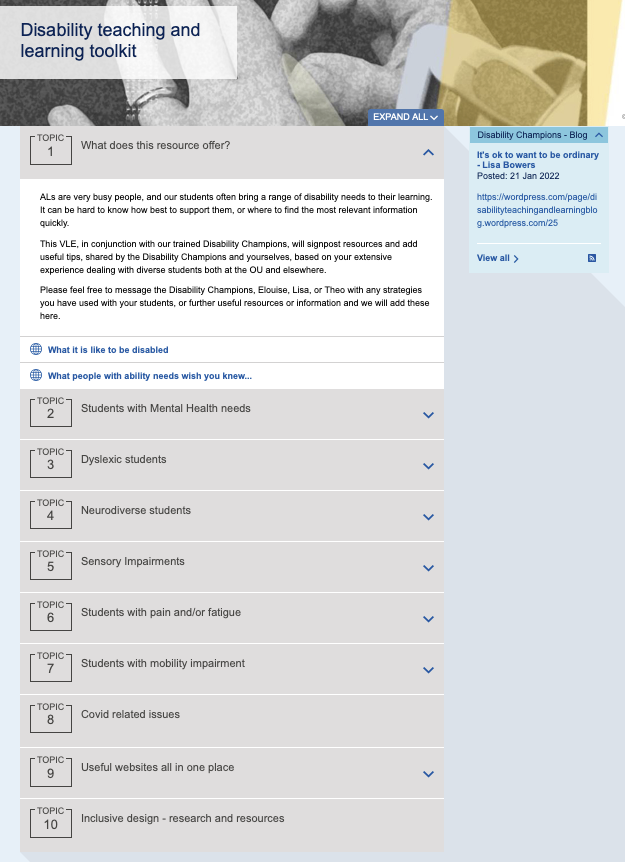 Disability teaching and
learning toolkit
EXPAND ALL
TOPIC
1
What does this resource offer?
ALs are very busy people, and our students often bring a range of disability needs to their learning.
It can be hard to know how best to support them, or where to find the most relevant information
quickly.
This VLE, in conjunction with our trained Disability Champions, will signpost resources and add
useful tips, shared by the Disability Champions and yourselves, based on your extensive
experience dealing with diverse students both at the OU and elsewhere.
Please feel free to message the Disability Champions, Elouise, Lisa, or Theo with any strategies
you have used with your students, or further useful resources or information and we will add these
here.
What it is like to be disabled
What people with ability needs wish you knew...
TOPIC
2
Students with Mental Health needs
TOPIC
3
Dyslexic students
TOPIC
4
Neurodiverse students
TOPIC
5
Sensory Impairments
TOPIC
6
Students with pain and/or fatigue
TOPIC
7
Students with mobility impairment
TOPIC
8
Covid related issues
TOPIC
9
Useful websites all in one place
TOPIC
10
Inclusive design - research and resources
Disability Champions - Blog
It's ok to want to be ordinary
- Lisa Bowers
Posted: 21 Jan 2022
https://wordpress.com/page/di
sabilityteachingandlearningblo
g.wordpress.com/25
View all